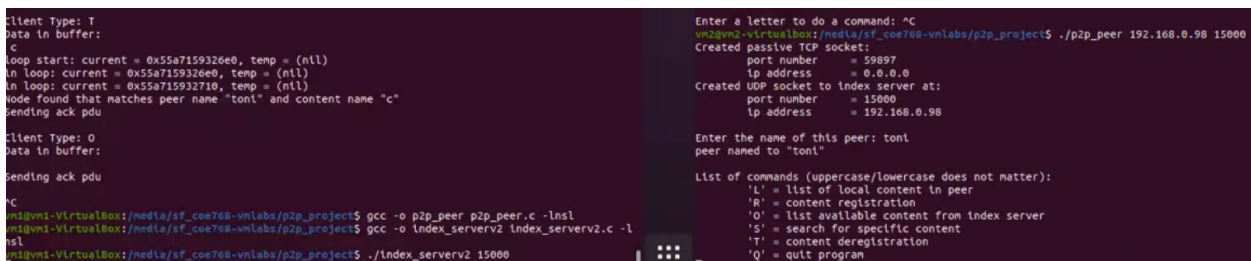 Client Type: T
Data in buffer:
c
loop start: current = 0x55a7159326e0, temp = (nil)
in loop: current = 0x55a7159326e0, temp = (nil)
in loop: current = 0x55a715932710, temp = (nil)
Node found that matches peer name "toni" and content name "c"
Sending ack pdu
Client Type: O
Data in buffer:
Sending ack pdu
^C
vm1@vm1-VirtualBox:/media/sf_coe768-vmlabs/p2p_project$ gcc -o p2p_peer p2p_peer.c -lnsl
vm1@vm1-VirtualBox:/media/sf_coe768-vmlabs/p2p_project$ gcc -o index_serverv2 index_serverv2.c -l
nsl
vm1@vm1-VirtualBox:/media/sf_coe768-vmlabs/p2p_project$ ./index_serverv2 15000
Enter a letter to do a command: ^C
vm2@vm2-virtualbox:/media/sf_coe768-vmlabs/p2p_project$ ./p2p_peer 192.168.0.98 15000
Created passive TCP socket:
port number = 59897
ip address = 0.0.0.0
Created UDP socket to index server at:
port number = 15000
ip address = 192.168.0.98
Enter the name of this peer: toni
peer named to "toni"
List of commands (uppercase/lowercase does not matter):
'L' = list of local content in peer
'R' = content registration
'O' = list available content from index server
'S' = search for specific content
'T' = content deregistration
'Q' = quit program